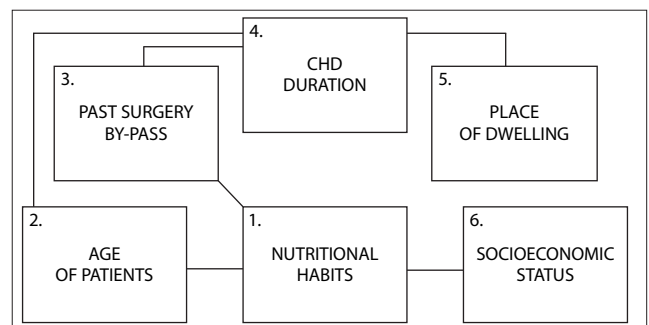 4.
CHD
DURATION
3.
PAST SURGERY
BY-PASS
5.
PLACE
OF DWELLING
2.
AGE
OF PATIENTS
1.
NUTRITIONAL
HABITS
6.
SOCIOECONOMIC
STATUS